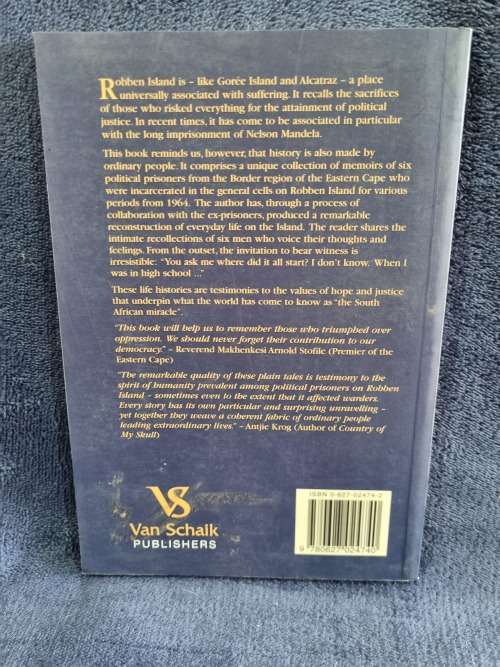 Robben Island is – like Gorée Island and Alcatraz – a place
universally associated with suffering. It recalls the sacrifices
of those who risked everything for the attainment of political
justice. In recent times, it has come to be associated in particular
with the long imprisonment of Nelson Mandela.
This book reminds us, however, that history is also made by
ordinary people. It comprises a unique collection of memoirs of six
political prisoners from the Border region of the Eastern Cape who
were incarcerated in the general cells on Robben Island for various
periods from 1964. The author has, through a process of
collaboration with the ex-prisoners, produced a remarkable
reconstruction of everyday life on the Island. The reader shares the
intimate recollections of six men who voice their thoughts and
feelings. From the outset, the invitation to bear witness is
irresistible: "You ask me where did it all start? I don't know. When I
was in high school ..."
These life histories are testimonies to the values of hope and justice
that underpin what the world has come to know as "the South
African miracle".
"This book will help us to remember those who triumphed over
oppression. We should never forget their contribution to our
democracy." – Reverend Makhenkesi Arnold Stofile (Premier of the
Eastern Cape)
"The remarkable quality of these plain tales is testimony to the
spirit of humanity prevalent among political prisoners on Robben
Island – sometimes even to the extent that it affected warders.
Every story has its own particular and surprising unravelling –
yet together they weave a coherent fabric of ordinary people
leading extraordinary lives." – Antjie Krog (Author of Country of
My Skull)
VS
Van Schaik
PUBLISHERS
ISBN 0-627-02474-2
9 780627 024740